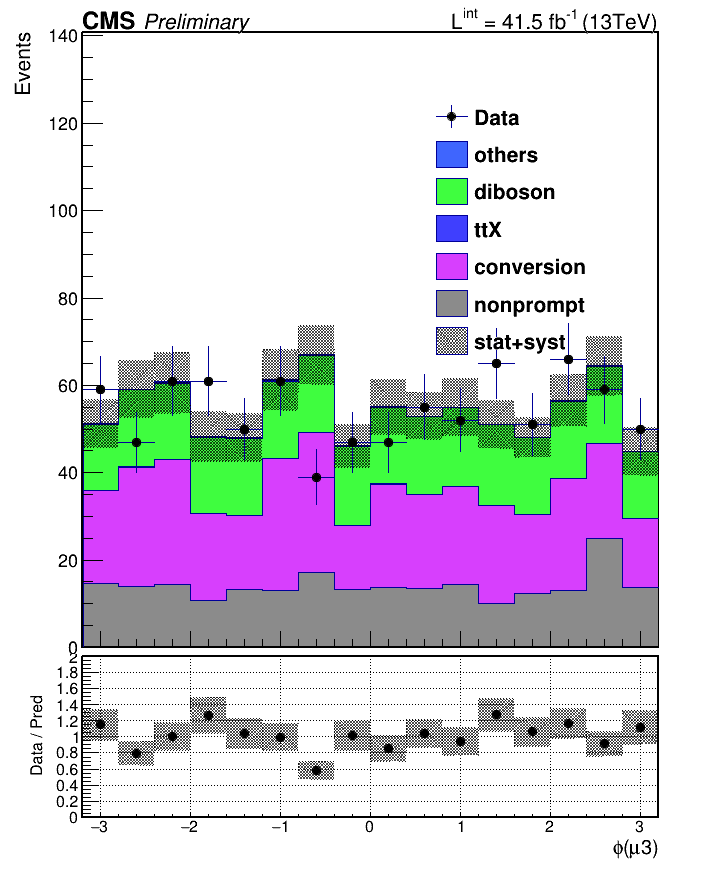 CMS Preliminary L^int = 41.5 fb^-1 (13TeV)
Events
140
120
100
80
60
40
20
0
Data
others
diboson
ttX
conversion
nonprompt
stat+syst
Data / Pred
2
1.8
1.6
1.4
1.2
1
0.8
0.6
0.4
0.2
0
−3 −2 −1 0 1 2 3
ϕ(μ3)